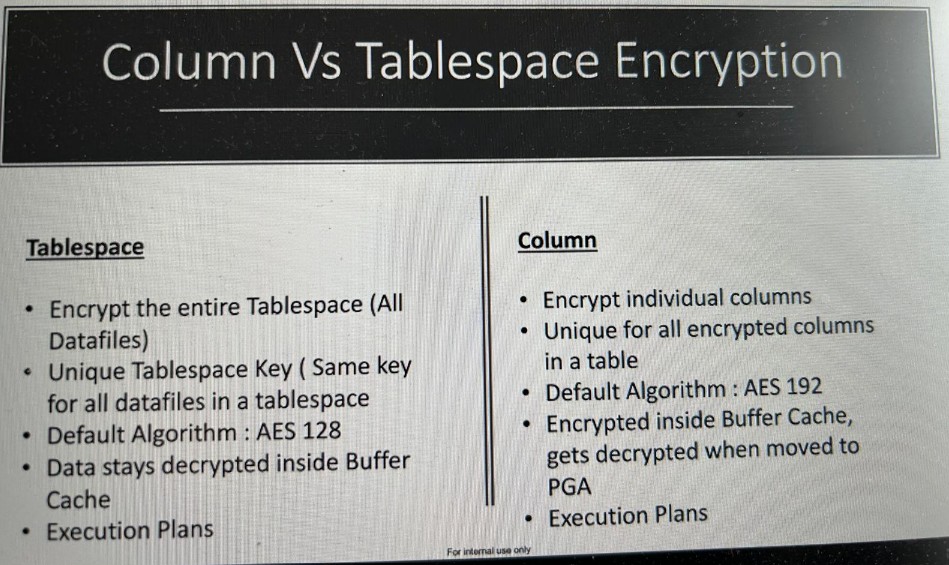 Column Vs Tablespace Encryption
Tablespace
• Encrypt the entire Tablespace (All
Datafiles)
• Unique Tablespace Key ( Same key
for all datafiles in a tablespace
• Default Algorithm : AES 128
• Data stays decrypted inside Buffer
Cache
• Execution Plans
Column
• Encrypt individual columns
• Unique for all encrypted columns
in a table
• Default Algorithm : AES 192
• Encrypted inside Buffer Cache,
gets decrypted when moved to
PGA
• Execution Plans
For internal use only